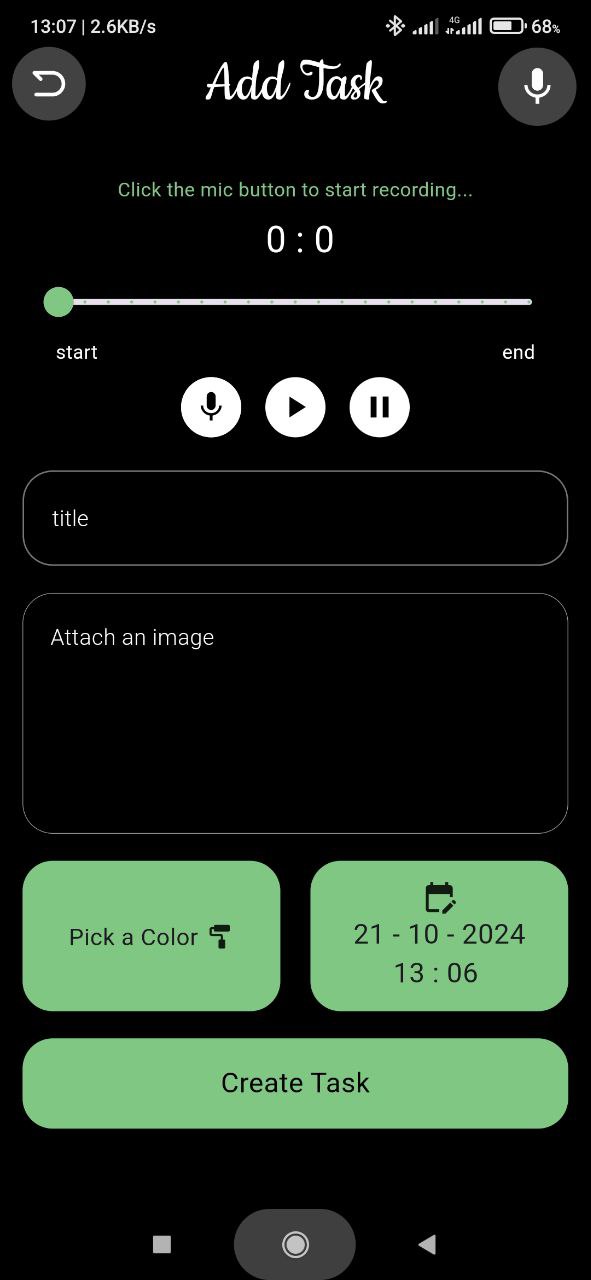 13:07 | 2.6KB/s 4G 68%
Add Task
Click the mic button to start recording...
0 : 0
start end
title
Attach an image
Pick a Color
21 - 10 - 2024
13 : 06
Create Task